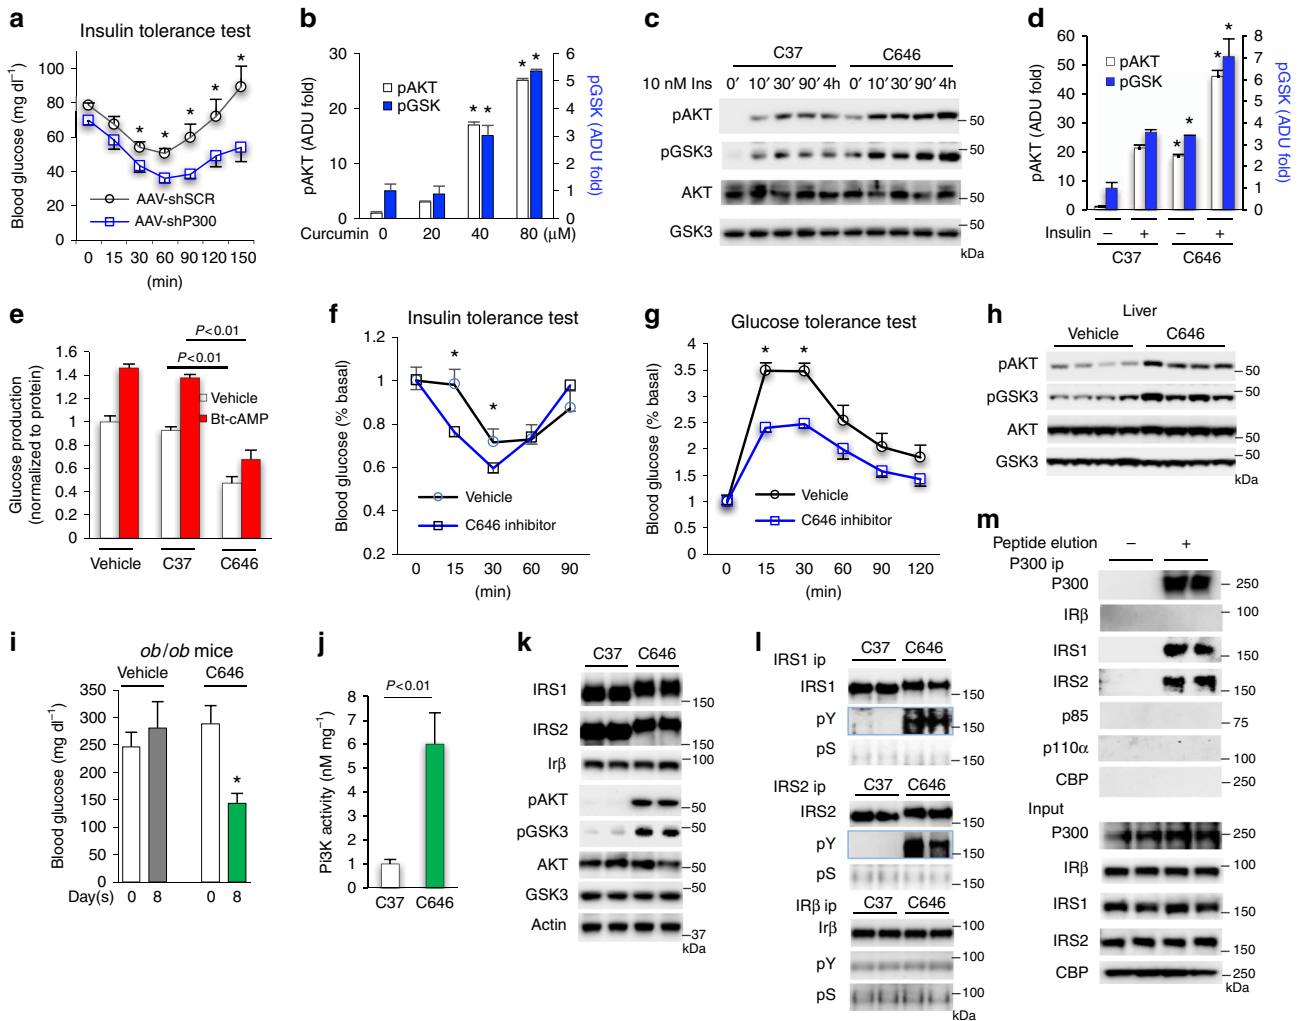 a
Insulin tolerance test
Blood glucose (mg dl⁻¹)
100
80
60
40
20
0
* * * * *
AAV-shSCR
AAV-shP300
0 15 30 60 90 120 150
(min)
b
pAKT (ADU fold)
30
20
10
0
pAKT
pGSK
* * * *
6
5
4
3
2
1
0
pGSK (ADU fold)
Curcumin 0 20 40 80 (μM)
c
C37 C646
10 nM Ins 0′ 10′ 30′ 90′ 4h 0′ 10′ 30′ 90′ 4h
pAKT 50
pGSK3 50
AKT 50
GSK3 50
kDa
d
pAKT (ADU fold)
60
50
40
30
20
10
0
pAKT
pGSK
* * * *
8
7
6
5
4
3
2
1
0
pGSK (ADU fold)
Insulin – + – +
C37 C646
e
Glucose production
(normalized to protein)
1.6
1.4
1.2
1
0.8
0.6
0.4
0.2
0
P<0.01
P<0.01
Vehicle
Bt-cAMP
Vehicle C37 C646
f
Insulin tolerance test
Blood glucose (% basal)
1.2
1
0.8
0.6
0.4
0.2
* *
Vehicle
C646 inhibitor
0 15 30 60 90
(min)
g
Glucose tolerance test
Blood glucose (% basal)
4
3.5
3
2.5
2
1.5
1
0.5
0
* *
Vehicle
C646 inhibitor
0 15 30 60 90 120
(min)
h
Liver
Vehicle C646
pAKT 50
pGSK3 50
AKT 50
GSK3 50
kDa
i
ob/ob mice
Vehicle C646
Blood glucose (mg dl⁻¹)
350
300
250
200
150
100
50
0
*
Day(s) 0 8 0 8
j
Pi3K activity (nM mg⁻¹)
8
7
6
5
4
3
2
1
0
P<0.01
C37 C646
k
C37 C646
IRS1 150
IRS2 150
Irβ 100
pAKT 50
pGSK3 50
AKT 50
GSK3 50
Actin 37
kDa
l
IRS1 ip C37 C646
IRS1 150
pY 150
pS 150
IRS2 ip C37 C646
IRS2 150
pY 150
pS 150
IRβ ip C37 C646
Irβ 100
pY 100
pS 100
kDa
m
Peptide elution – +
P300 ip
P300 250
IRβ 100
IRS1 150
IRS2 150
p85 75
p110α 100
CBP 250
Input
P300 250
IRβ 100
IRS1 150
IRS2 150
CBP 250
kDa